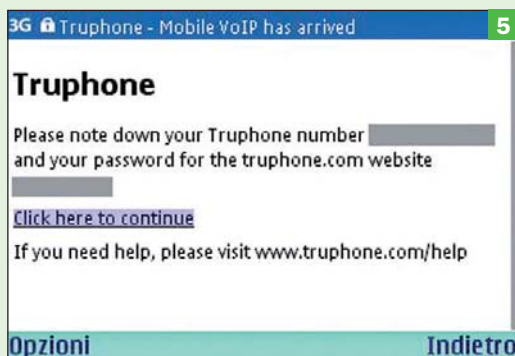 3G Truphone - Mobile VoIP has arrived 5
Truphone
Please note down your Truphone number
and your password for the truphone.com website
Click here to continue
If you need help, please visit www.truphone.com/help
Opzioni Indietro